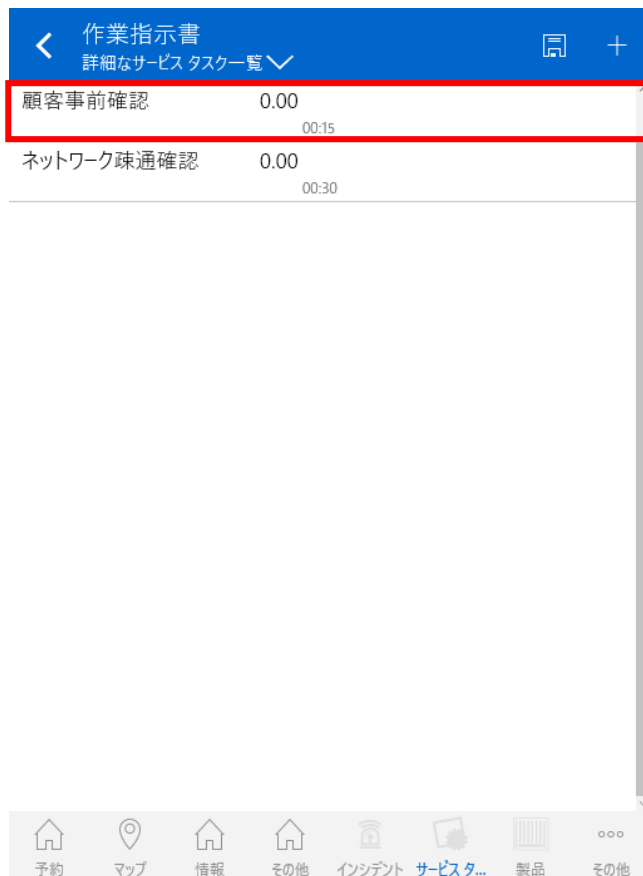 作業指示書
詳細なサービス タスク一覧
顧客事前確認 0.00
00:15
ネットワーク疎通確認 0.00
00:30
予約 マップ 情報 その他 インシデント サービス タ... 製品 その他